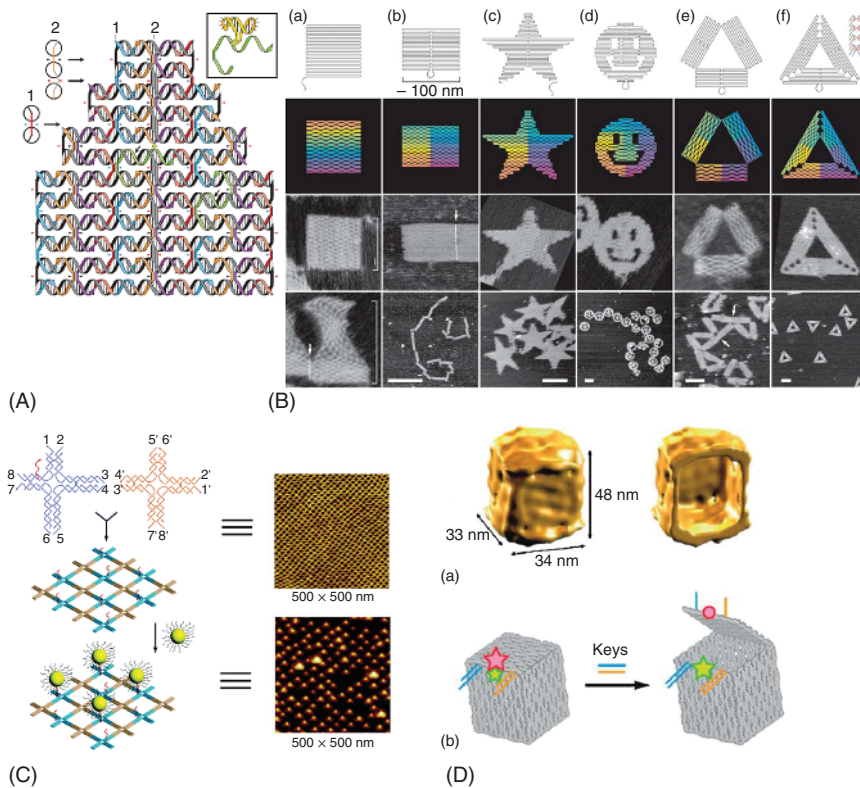 2
1 2
1
(A)
(a) (b) (c) (d) (e) (f)
– 100 nm
(B)
1 2 5' 6'
8 3 4' 2'
7 4 3' 1'
6 5 7' 8'
500 × 500 nm
500 × 500 nm
(C)
48 nm
33 nm
34 nm
(a)
Keys
(b)
(D)